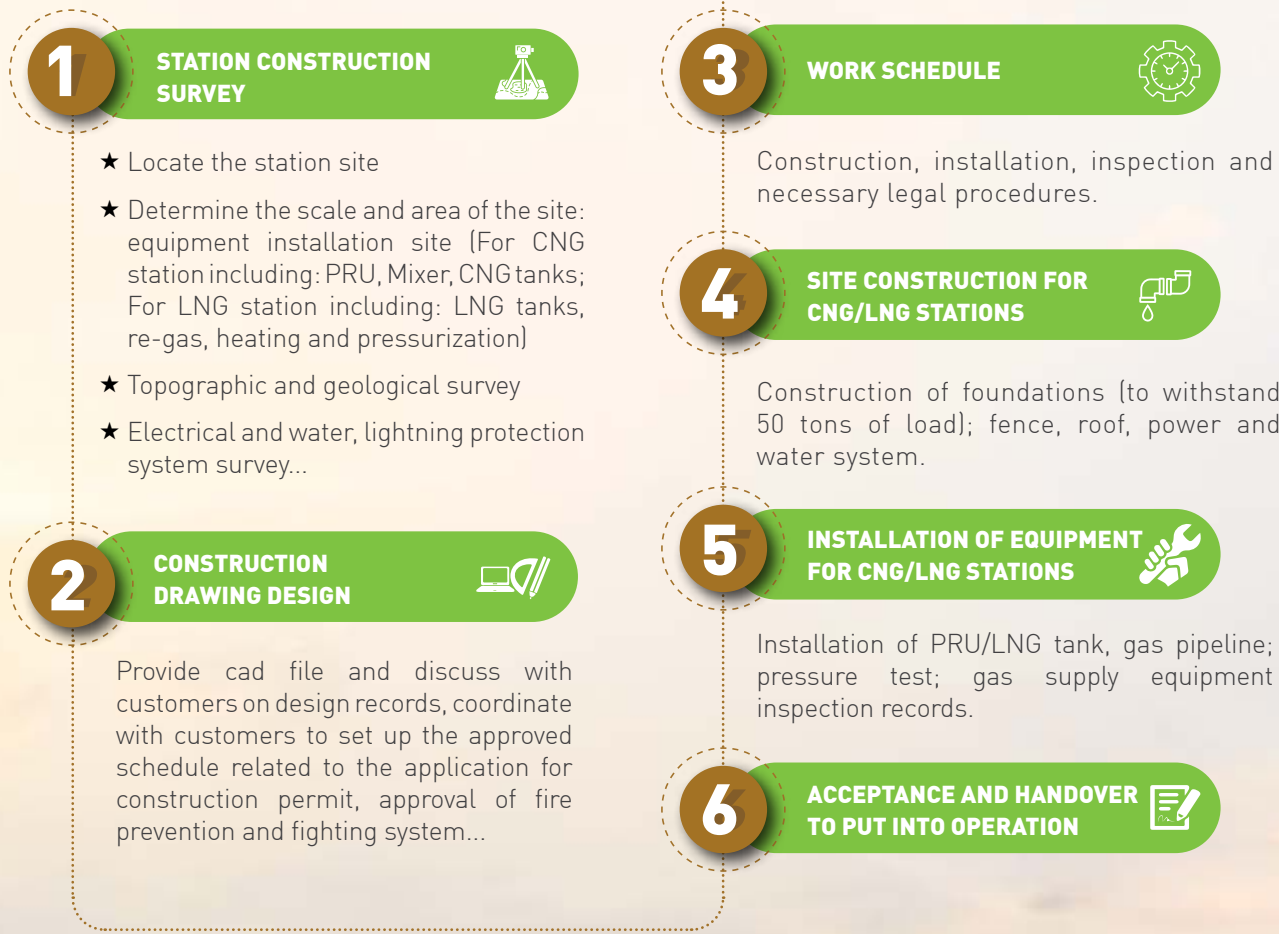 1
STATION CONSTRUCTION
SURVEY
★ Locate the station site
★ Determine the scale and area of the site:
equipment installation site (For CNG
station including: PRU, Mixer, CNG tanks;
For LNG station including: LNG tanks,
re-gas, heating and pressurization)
★ Topographic and geological survey
★ Electrical and water, lightning protection
system survey...
2
CONSTRUCTION
DRAWING DESIGN
Provide cad file and discuss with
customers on design records, coordinate
with customers to set up the approved
schedule related to the application for
construction permit, approval of fire
prevention and fighting system...
3
WORK SCHEDULE
Construction, installation, inspection and
necessary legal procedures.
4
SITE CONSTRUCTION FOR
CNG/LNG STATIONS
Construction of foundations (to withstand
50 tons of load); fence, roof, power and
water system.
5
INSTALLATION OF EQUIPMENT
FOR CNG/LNG STATIONS
Installation of PRU/LNG tank, gas pipeline;
pressure test; gas supply equipment
inspection records.
6
ACCEPTANCE AND HANDOVER
TO PUT INTO OPERATION